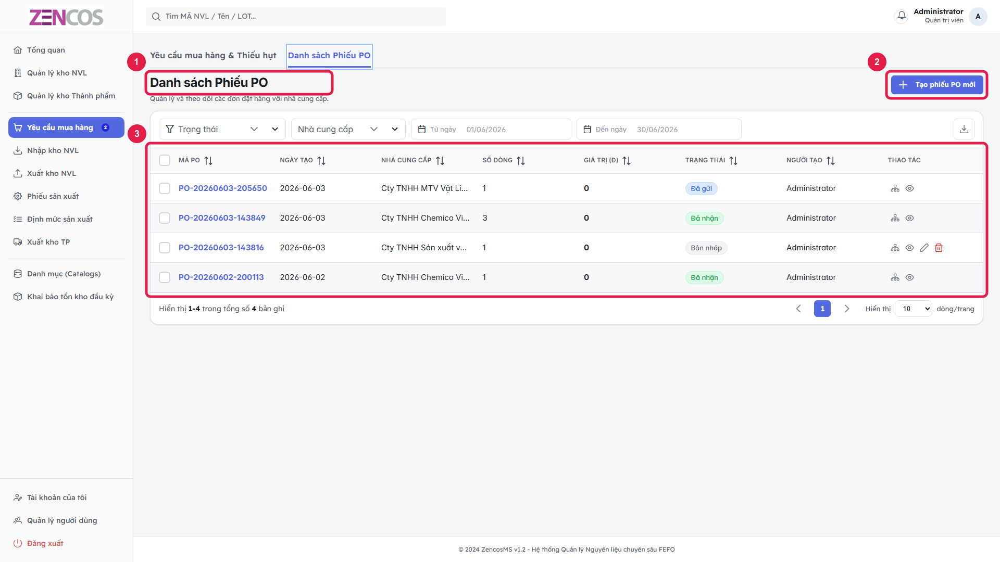 ZENCOS
Tìm MÃ NVL / Tên / LOT...
Administrator
Quản trị viên
A
Tổng quan
Quản lý kho NVL
Quản lý kho Thành phẩm
Yêu cầu mua hàng 2
Nhập kho NVL
Xuất kho NVL
Phiếu sản xuất
Định mức sản xuất
Xuất kho TP
Danh mục (Catalogs)
Khai báo tồn kho đầu kỳ
Tài khoản của tôi
Quản lý người dùng
Đăng xuất
Yêu cầu mua hàng & Thiếu hụt Danh sách Phiếu PO
1
2
Danh sách Phiếu PO
Tạo phiếu PO mới
Quản lý và theo dõi các đơn đặt hàng với nhà cung cấp.
3
Trạng thái Nhà cung cấp Từ ngày 01/06/2026 Đến ngày 30/06/2026
MÃ PO NGÀY TẠO NHÀ CUNG CẤP SỐ DÒNG GIÁ TRỊ (Đ) TRẠNG THÁI NGƯỜI TẠO THAO TÁC
PO-20260603-205650 2026-06-03 Cty TNHH MTV Vật Li... 1 0 Đã gửi Administrator
PO-20260603-143849 2026-06-03 Cty TNHH Chemico Vi... 3 0 Đã nhận Administrator
PO-20260603-143816 2026-06-03 Cty TNHH Sản xuất v... 1 0 Bản nháp Administrator
PO-20260602-200113 2026-06-02 Cty TNHH Chemico Vi... 1 0 Đã nhận Administrator
Hiển thị 1-4 trong tổng số 4 bản ghi
1
Hiển thị 10 dòng/trang
© 2024 ZencosMS v1.2 - Hệ thống Quản lý Nguyên liệu chuyên sâu FEFO